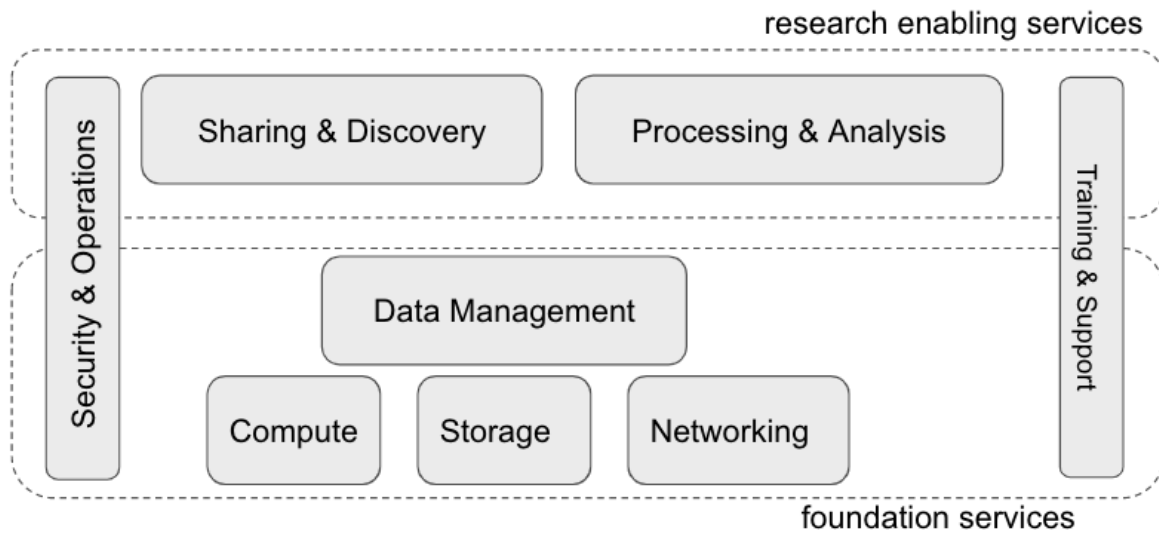 research enabling services
Security & Operations
Sharing & Discovery
Processing & Analysis
Training & Support
Data Management
Compute
Storage
Networking
foundation services